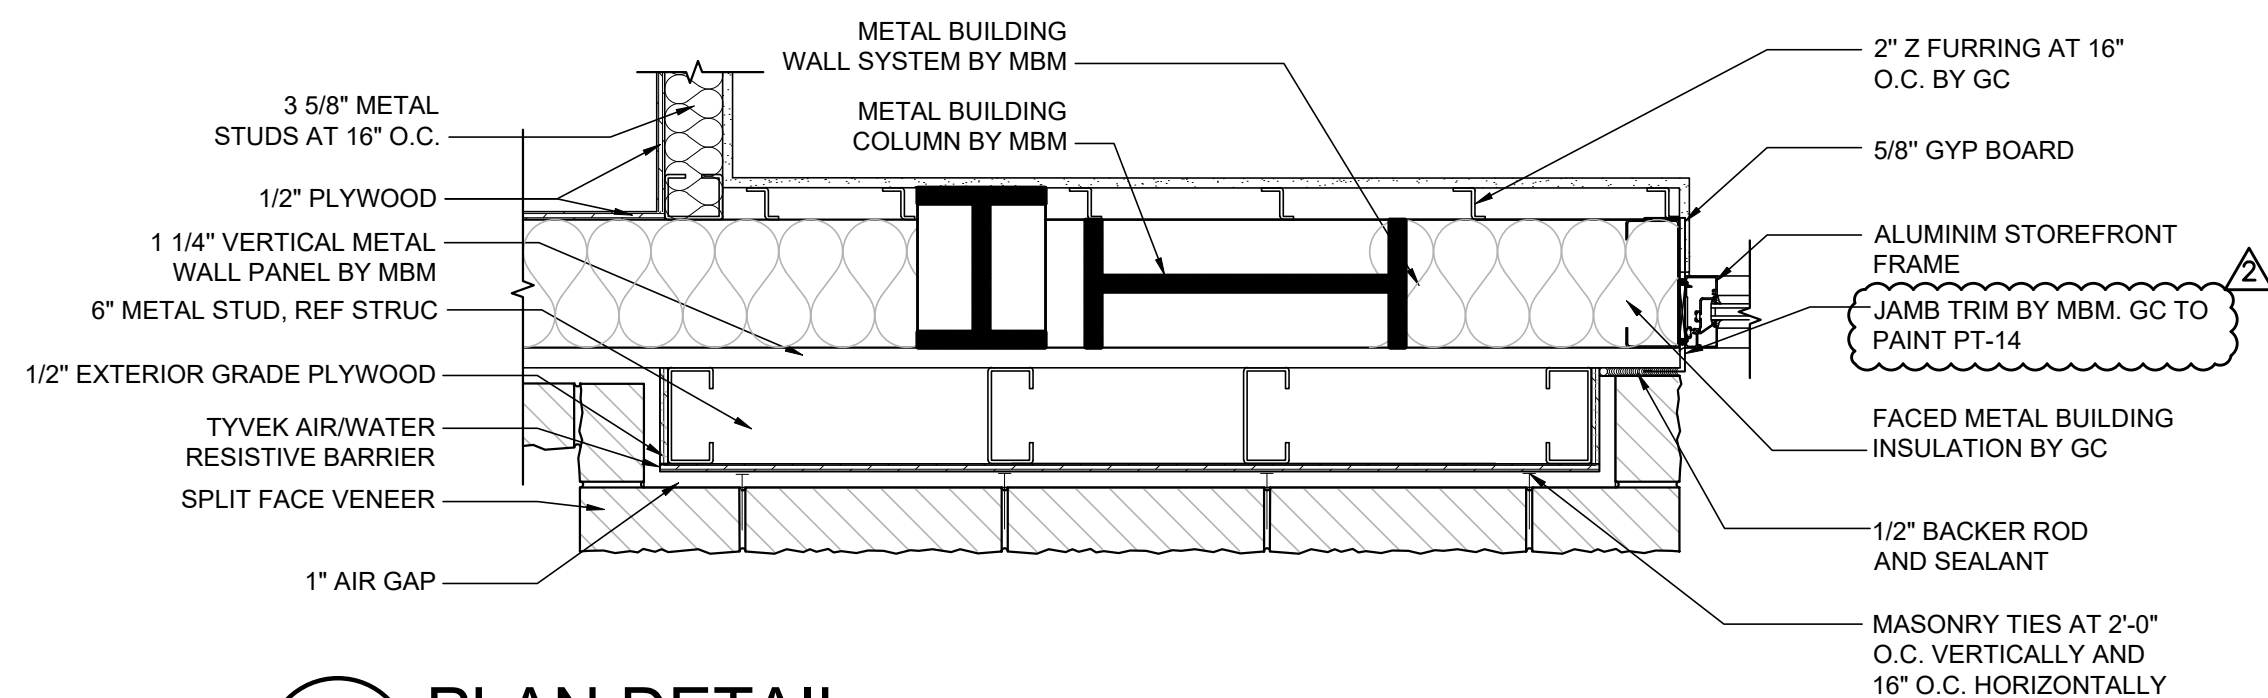 METAL BUILDING
WALL SYSTEM BY MBM
METAL BUILDING
COLUMN BY MBM
3 5/8" METAL
STUDS AT 16" O.C.
1/2" PLYWOOD
1 1/4" VERTICAL METAL
WALL PANEL BY MBM
6" METAL STUD, REF STRUC
1/2" EXTERIOR GRADE PLYWOOD
TYVEK AIR/WATER
RESISTIVE BARRIER
SPLIT FACE VENEER
1" AIR GAP
2" Z FURRING AT 16"
O.C. BY GC
5/8" GYP BOARD
ALUMINIM STOREFRONT
FRAME
2
JAMB TRIM BY MBM. GC TO
PAINT PT-14
FACED METAL BUILDING
INSULATION BY GC
1/2" BACKER ROD
AND SEALANT
MASONRY TIES AT 2'-0"
O.C. VERTICALLY AND
16" O.C. HORIZONTALLY
PLAN DETAIL